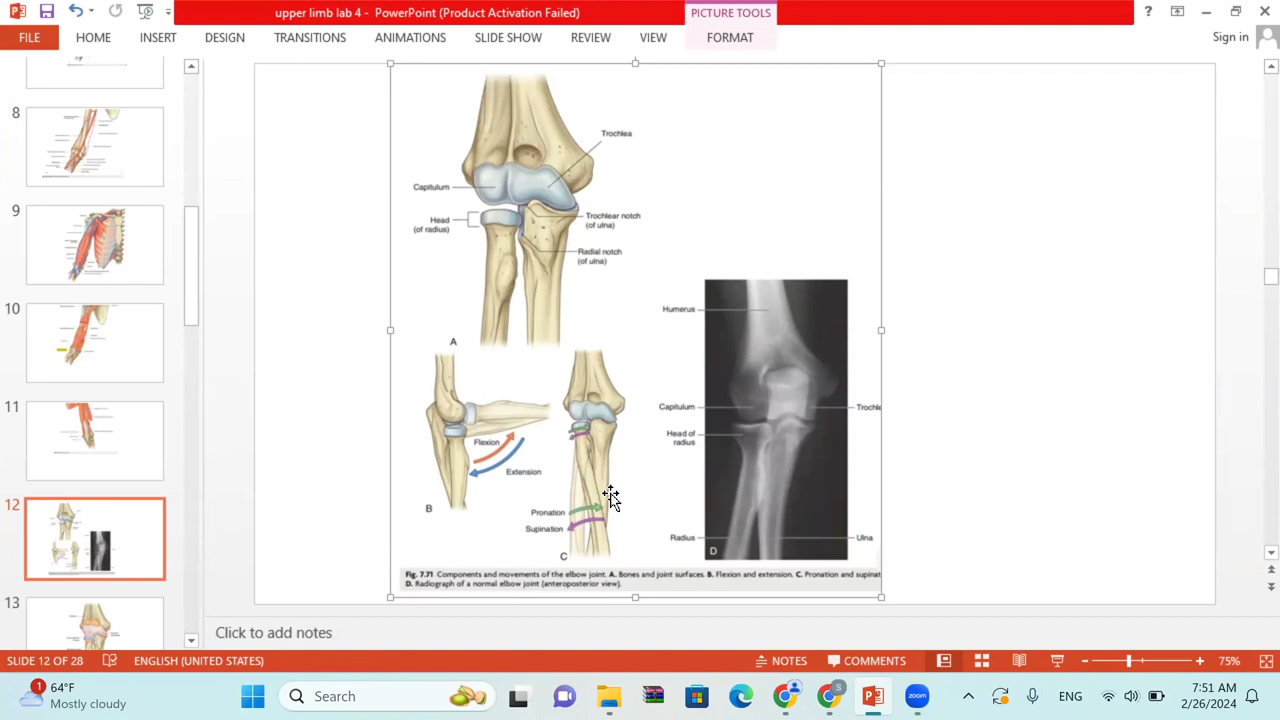 upper limb lab 4 - PowerPoint (Product Activation Failed)
PICTURE TOOLS
?
FILE
HOME
INSERT
DESIGN
TRANSITIONS
ANIMATIONS
SLIDE SHOW
REVIEW
VIEW
FORMAT
Sign in
8
9
10
11
12
13
Trochlea
Capitulum
Head
(of radius)
Trochlear notch
(of ulna)
Radial notch
(of ulna)
A
Flexion
Extension
B
Pronation
Supination
C
Humerus
Capitulum
Trochle
Head of
radius
Radius
Ulna
D
Fig. 7.71 Components and movements of the elbow joint. A. Bones and joint surfaces. B. Flexion and extension. C. Pronation and supinat
D. Radiograph of a normal elbow joint (anteroposterior view).
Click to add notes
SLIDE 12 OF 28
ENGLISH (UNITED STATES)
NOTES
COMMENTS
75%
1
64°F
Mostly cloudy
Search
S
zoom
ENG
7:51 AM
2/26/2024